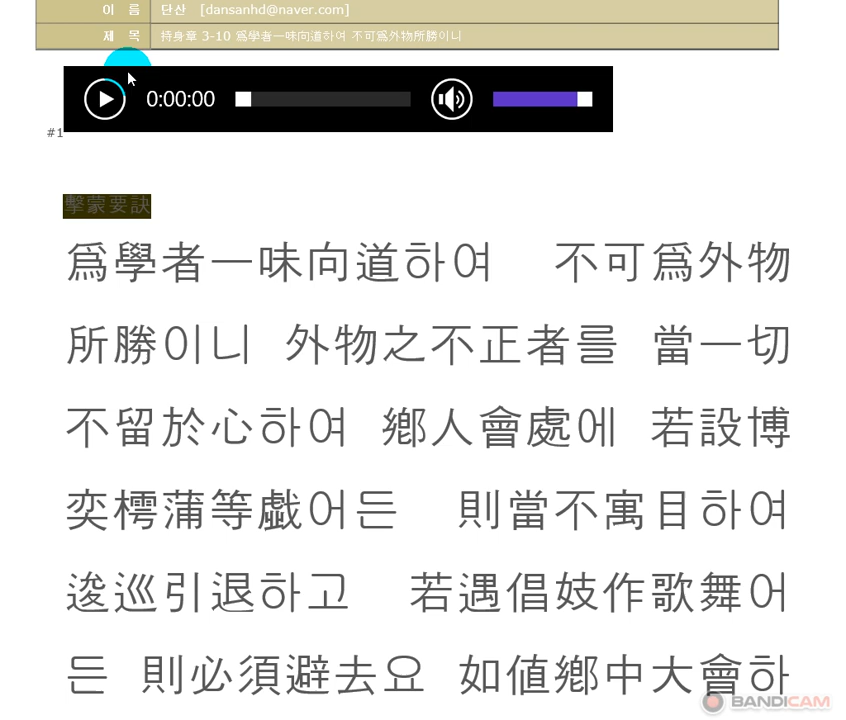 이 름 단산 [dansanhd@naver.com]
제 목 持身章 3-10 爲學者一味向道하여 不可爲外物所勝이니
0:00:00
#1
擊蒙要訣
爲學者一味向道하여 不可爲外物
所勝이니 外物之不正者를 當一切
不留於心하여 鄕人會處에 若設博
奕樗蒲等戱어든 則當不寓目하여
逡巡引退하고 若遇倡妓作歌舞어
든 則必須避去요 如値鄕中大會하
BANDICAM